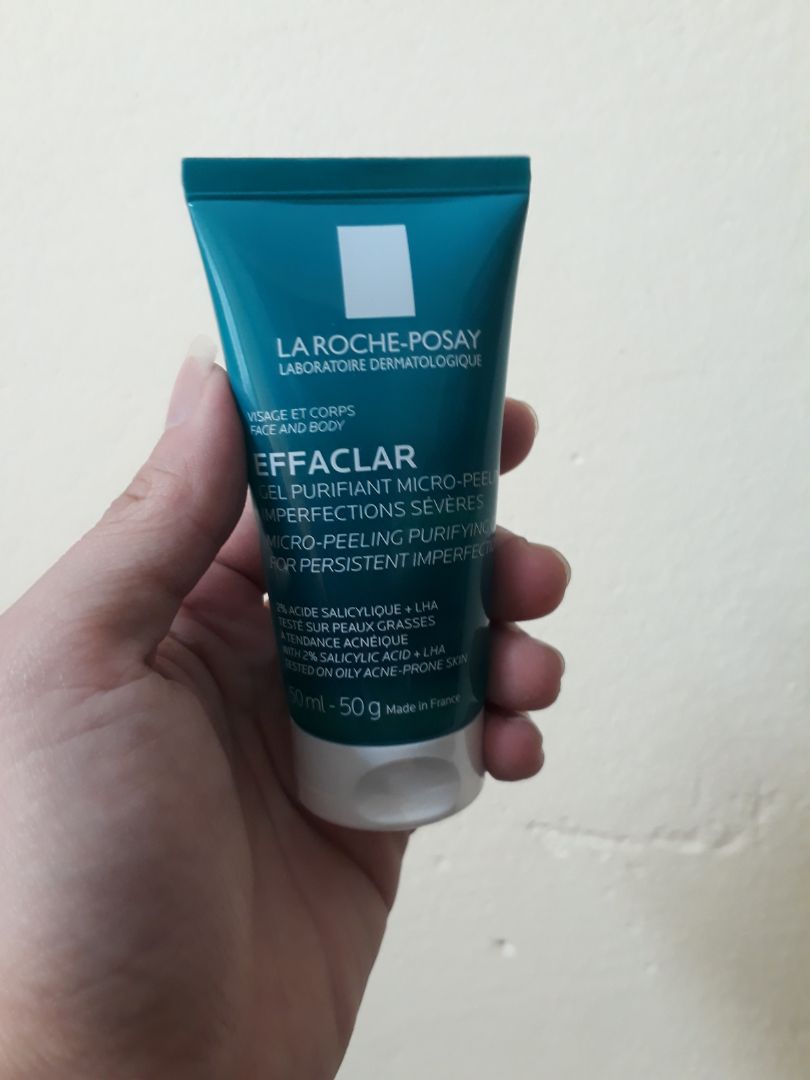 LA ROCHE-POSAY
LABORATOIRE DERMATOLOGIQUE
VISAGE ET CORPS
FACE AND BODY
EFFACLAR
GEL PURIFIANT MICRO-PEEL
IMPERFECTIONS SÉVÈRES
MICRO-PEELING PURIFYING
FOR PERSISTENT IMPERFECTI
2% ACIDE SALICYLIQUE + LHA
TESTÉ SUR PEAUX GRASSES
À TENDANCE ACNÉIQUE
WITH 2% SALICYLIC ACID + LHA
TESTED ON OILY ACNE-PRONE SKIN
50 ml - 50 g Made in France